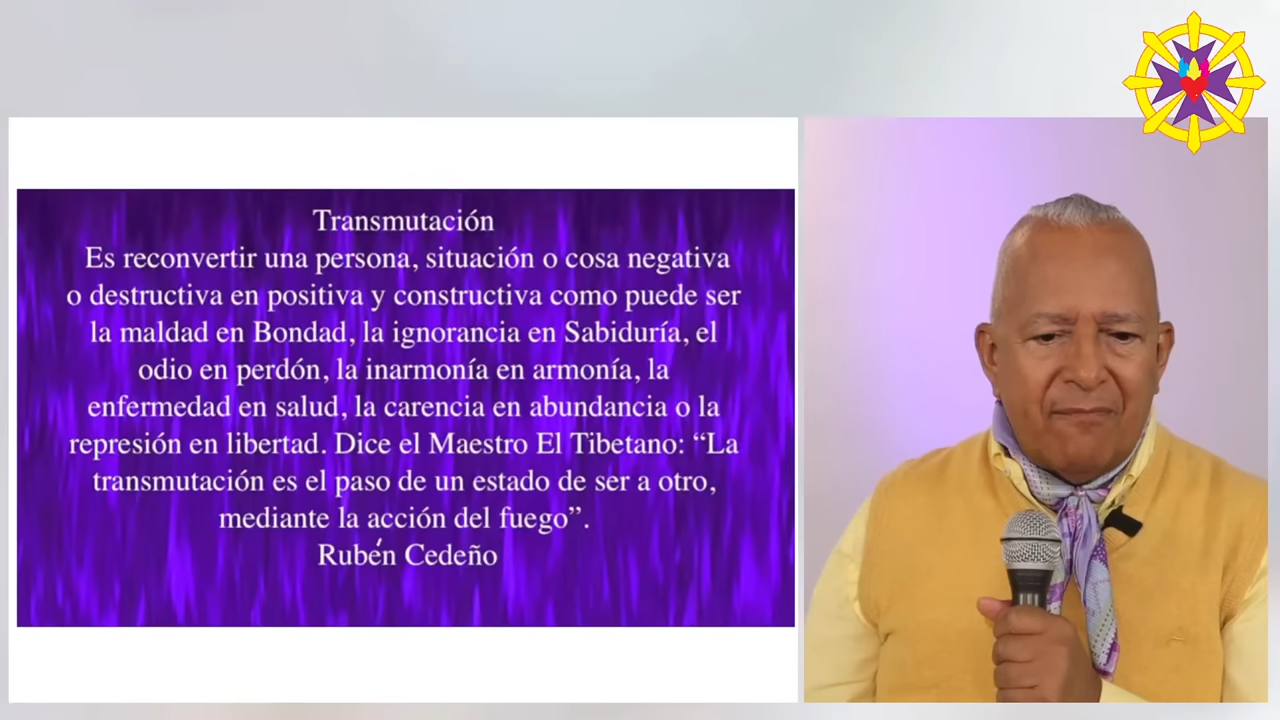 Transmutación
Es reconvertir una persona, situación o cosa negativa
o destructiva en positiva y constructiva como puede ser
la maldad en Bondad, la ignorancia en Sabiduría, el
odio en perdón, la inarmonía en armonía, la
enfermedad en salud, la carencia en abundancia o la
represión en libertad. Dice el Maestro El Tibetano: “La
transmutación es el paso de un estado de ser a otro,
mediante la acción del fuego”.
Rubén Cedeño